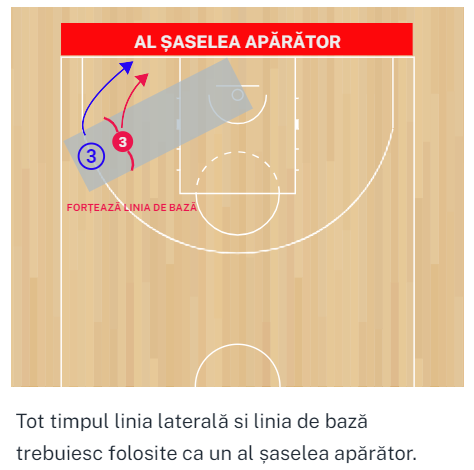 AL ȘASELEA APĂRĂTOR
3
3
FORȚEAZĂ LINIA DE BAZĂ
Tot timpul linia laterală si linia de bază
trebuiesc folosite ca un al șaselea apărător.